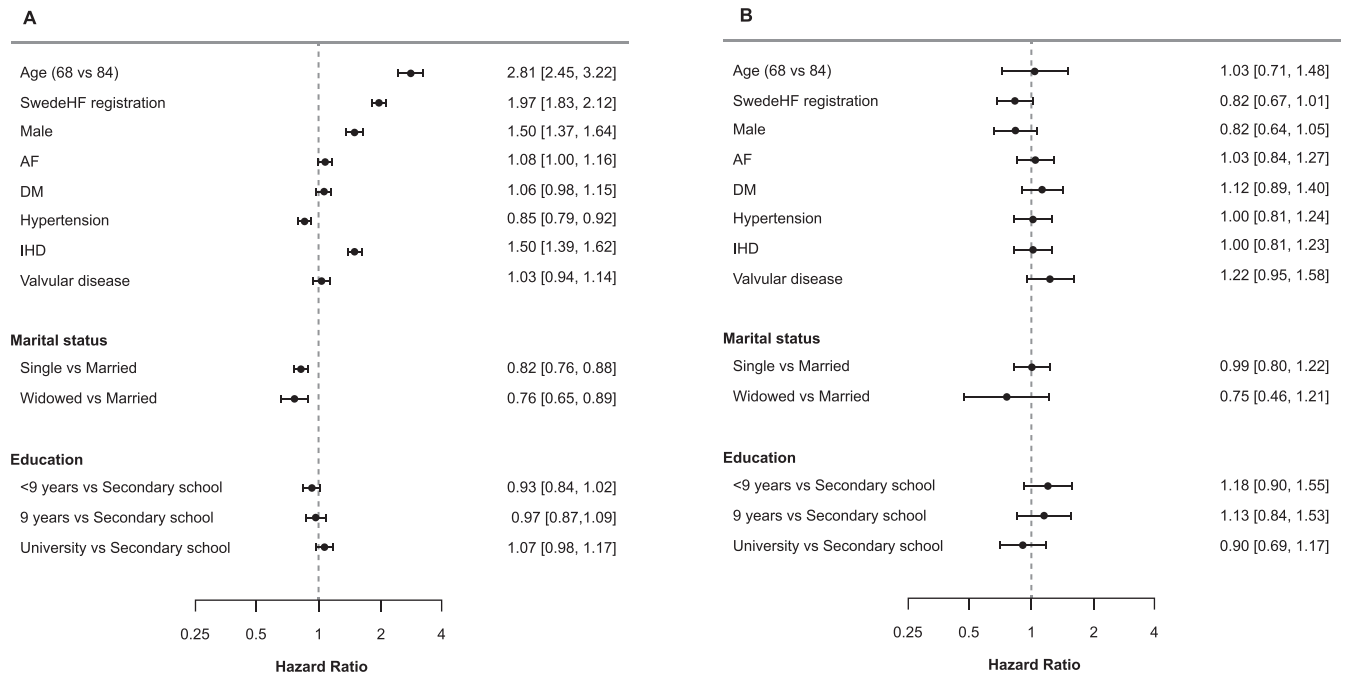 A
Age (68 vs 84) 2.81 [2.45, 3.22]
SwedeHF registration 1.97 [1.83, 2.12]
Male 1.50 [1.37, 1.64]
AF 1.08 [1.00, 1.16]
DM 1.06 [0.98, 1.15]
Hypertension 0.85 [0.79, 0.92]
IHD 1.50 [1.39, 1.62]
Valvular disease 1.03 [0.94, 1.14]
Marital status
Single vs Married 0.82 [0.76, 0.88]
Widowed vs Married 0.76 [0.65, 0.89]
Education
<9 years vs Secondary school 0.93 [0.84, 1.02]
9 years vs Secondary school 0.97 [0.87,1.09]
University vs Secondary school 1.07 [0.98, 1.17]
0.25 0.5 1 2 4
Hazard Ratio
B
Age (68 vs 84) 1.03 [0.71, 1.48]
SwedeHF registration 0.82 [0.67, 1.01]
Male 0.82 [0.64, 1.05]
AF 1.03 [0.84, 1.27]
DM 1.12 [0.89, 1.40]
Hypertension 1.00 [0.81, 1.24]
IHD 1.00 [0.81, 1.23]
Valvular disease 1.22 [0.95, 1.58]
Marital status
Single vs Married 0.99 [0.80, 1.22]
Widowed vs Married 0.75 [0.46, 1.21]
Education
<9 years vs Secondary school 1.18 [0.90, 1.55]
9 years vs Secondary school 1.13 [0.84, 1.53]
University vs Secondary school 0.90 [0.69, 1.17]
0.25 0.5 1 2 4
Hazard Ratio